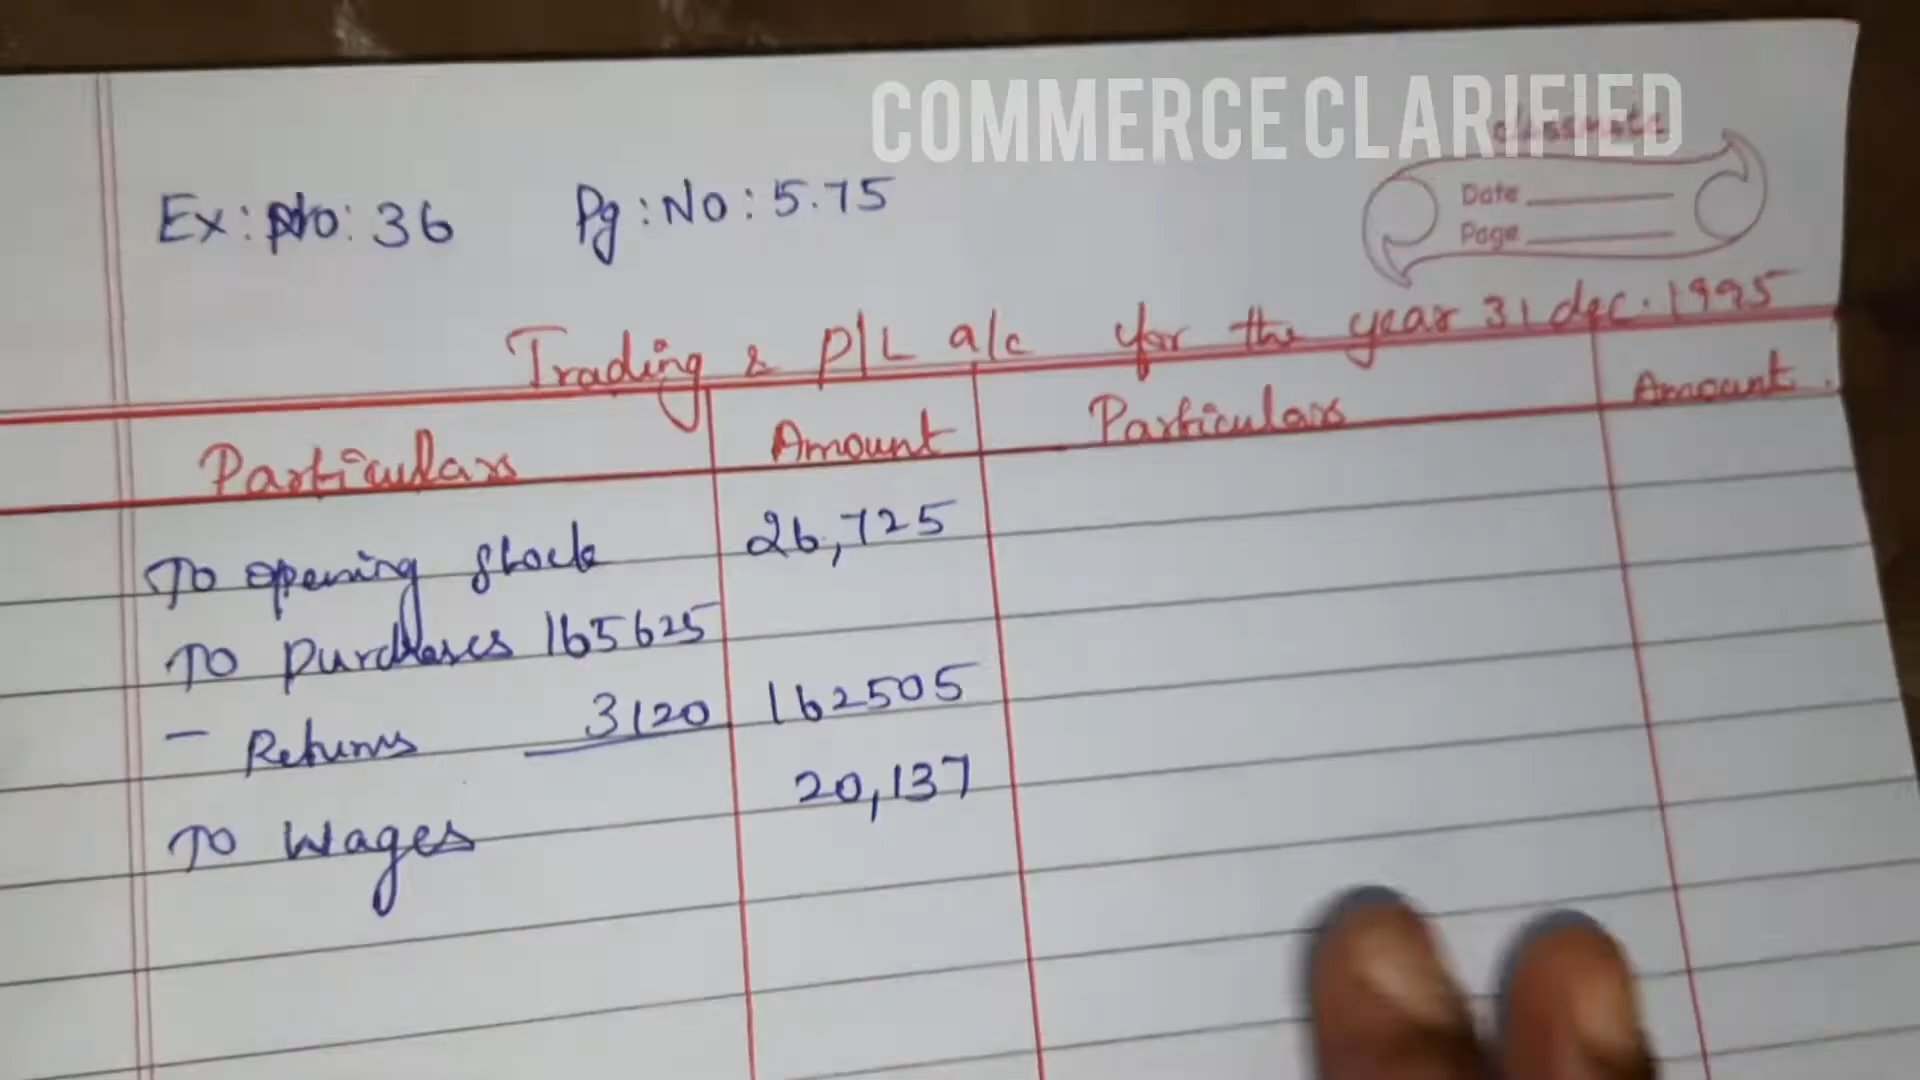 COMMERCE CLARIFIED
classmate
Date
Page
Ex: No: 36 Pg: No: 5.75
Trading & P/L a/c for the year 31 dec. 1995
Particulars Amount Particulars Amount.
To opening stock 26,725
To purchases 165625
- Returns 3120 162505
To Wages 20,137